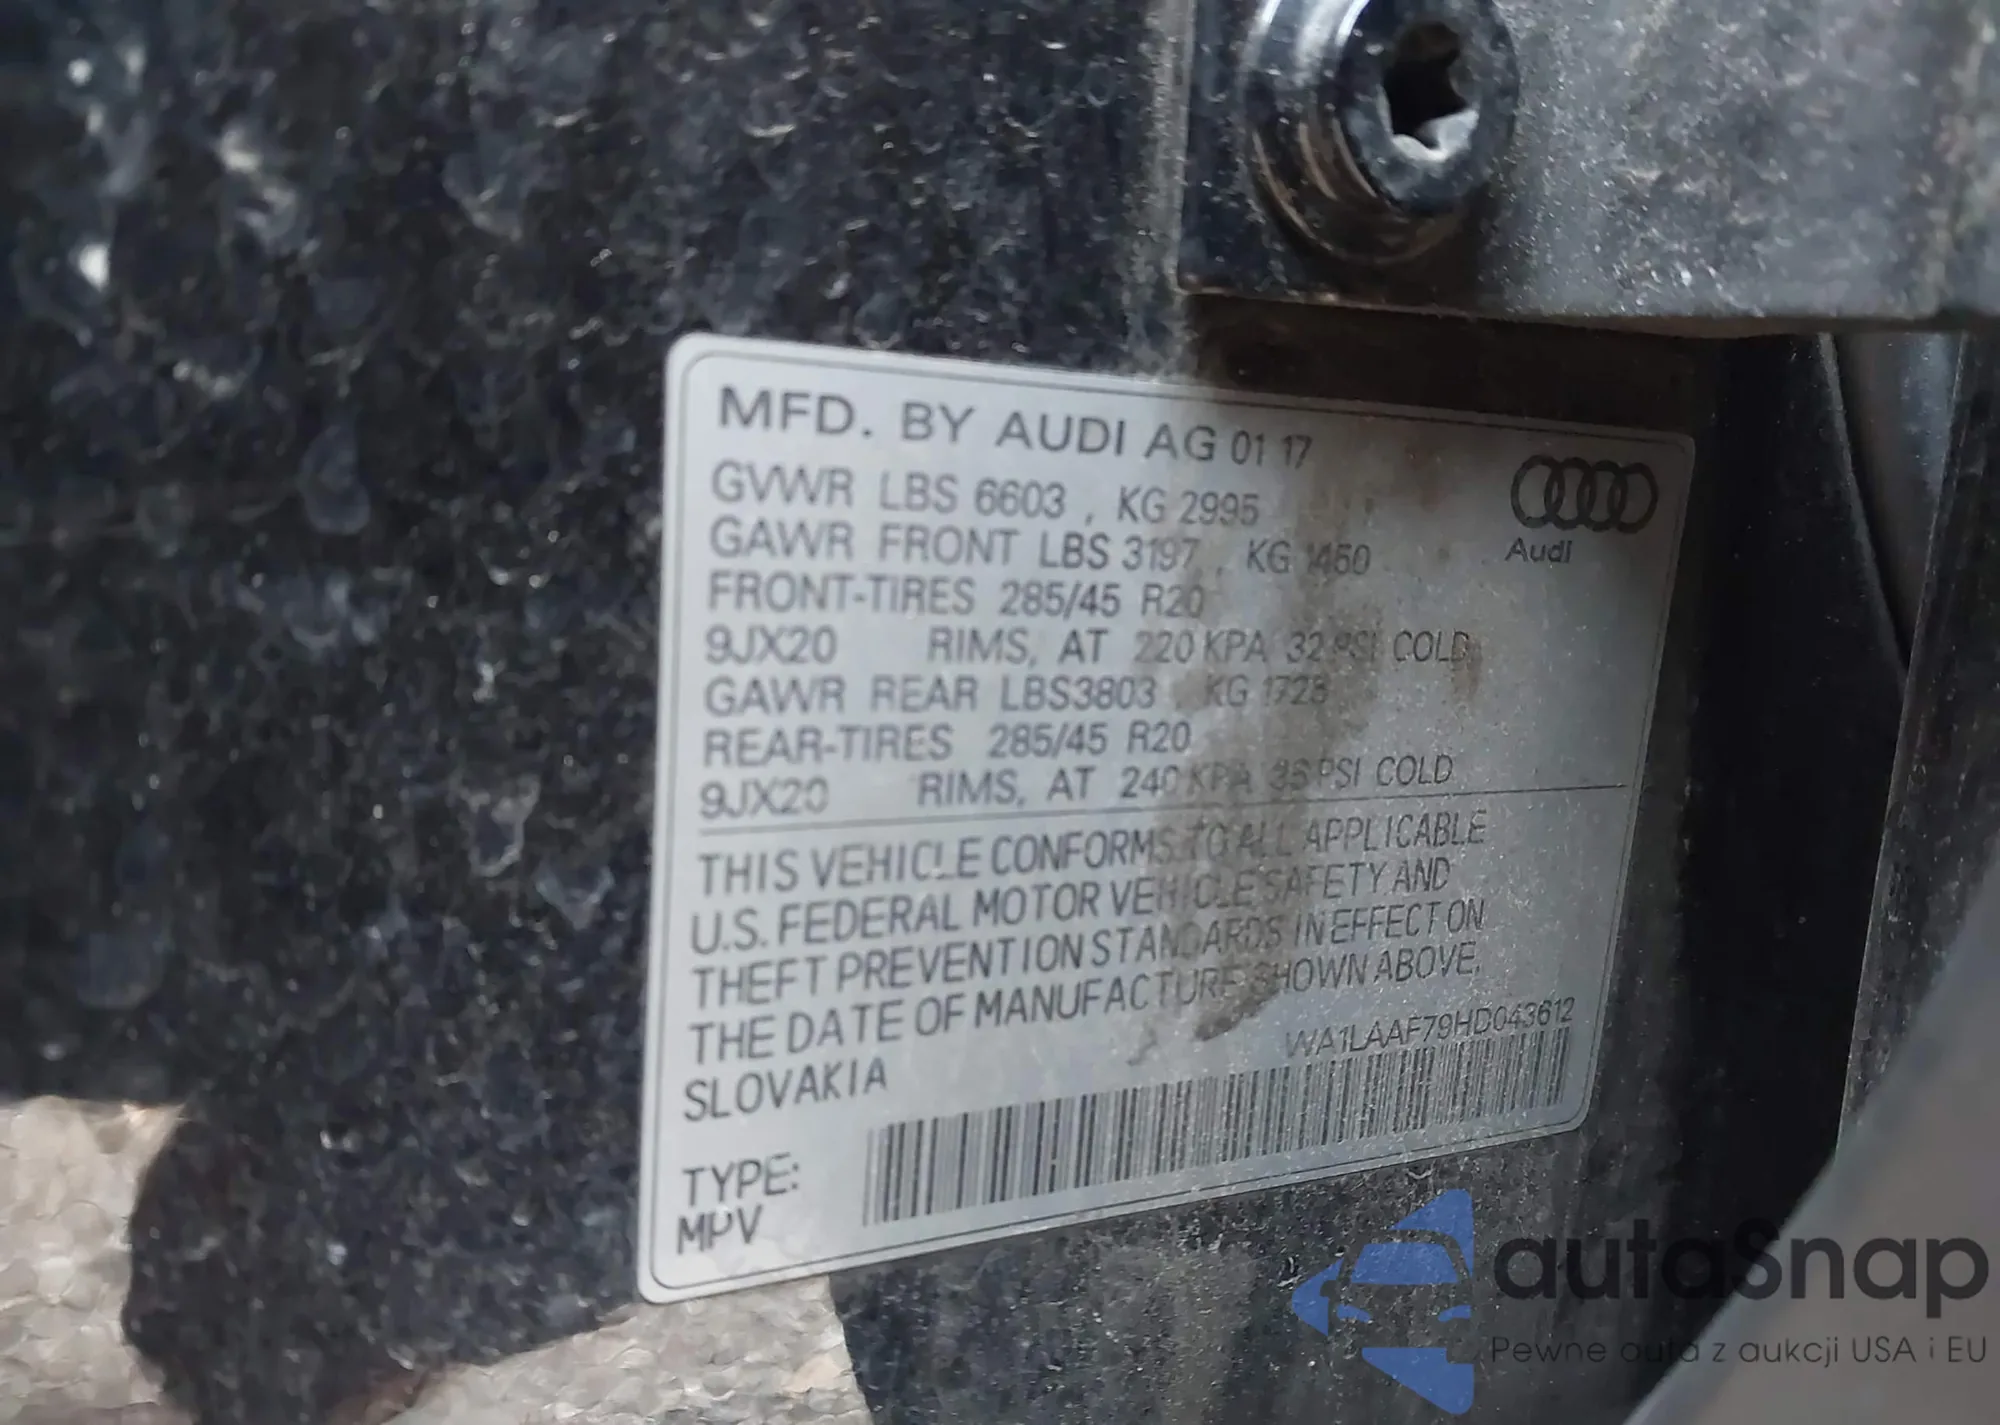 MFD. BY AUDI AG 01 17
GVWR LBS 6603 , KG 2995
GAWR FRONT LBS 3197 , KG 1450
FRONT-TIRES 285/45 R20
9JX20 RIMS, AT 220 KPA 32 PSI COLD
GAWR REAR LBS3803 , KG 1725
REAR-TIRES 285/45 R20
9JX20 RIMS, AT 240 KPA 35 PSI COLD
Audi
THIS VEHICLE CONFORMS TO ALL APPLICABLE
U.S. FEDERAL MOTOR VEHICLE SAFETY AND
THEFT PREVENTION STANDARDS IN EFFECT ON
THE DATE OF MANUFACTURE SHOWN ABOVE.
SLOVAKIA
WA1LAAF79HD043612
TYPE:
MPV
autaSnap
Pewne auta z aukcji USA i EU